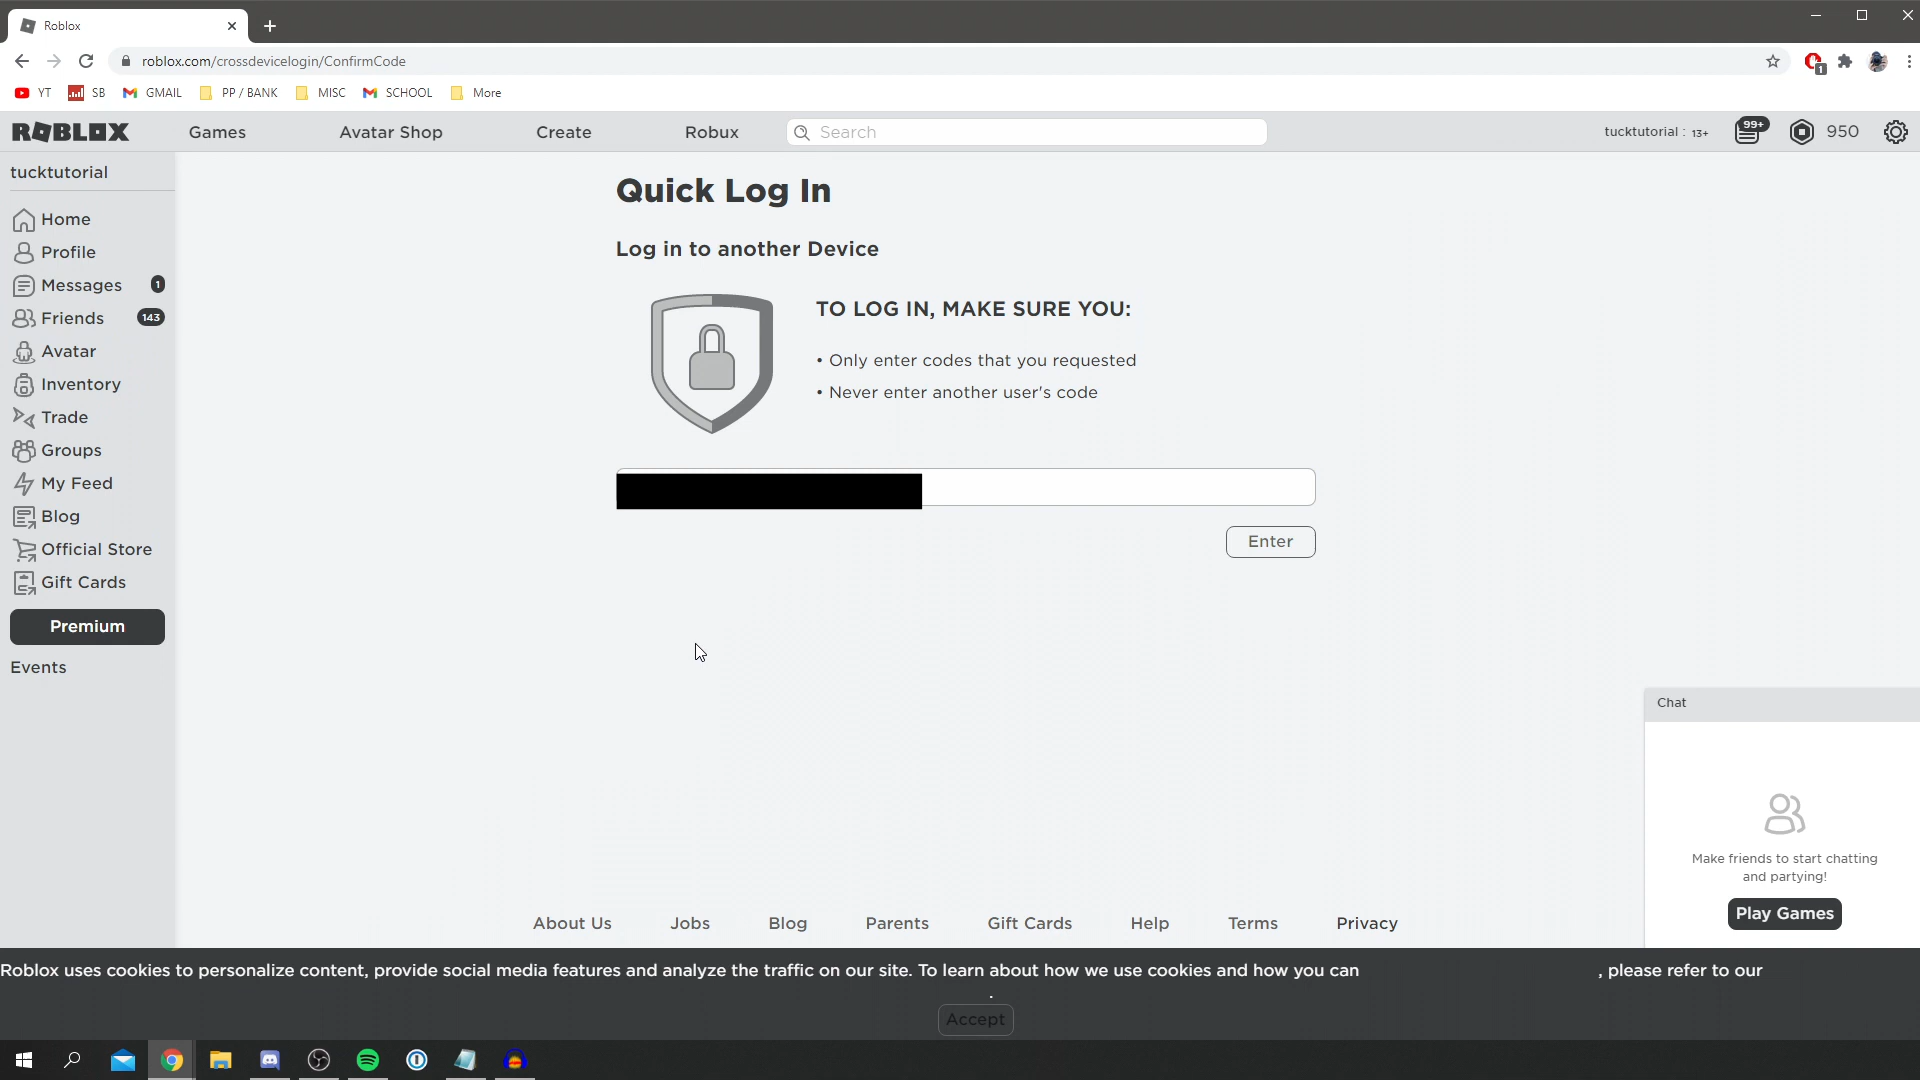 Roblox
roblox.com/crossdevicelogin/ConfirmCode
1
YT SB GMAIL PP / BANK MISC SCHOOL More
ROBLOX Games Avatar Shop Create Robux Search tucktutorial : 13+ 99+ 950
tucktutorial
Home
Profile
Messages 1
Friends 143
Avatar
Inventory
Trade
Groups
My Feed
Blog
Official Store
Gift Cards
Premium
Events
Quick Log In
Log in to another Device
TO LOG IN, MAKE SURE YOU:
• Only enter codes that you requested
• Never enter another user's code
Enter
Chat
Make friends to start chatting
and partying!
Play Games
About Us Jobs Blog Parents Gift Cards Help Terms Privacy
Roblox uses cookies to personalize content, provide social media features and analyze the traffic on our site. To learn about how we use cookies and how you can , please refer to our
.
Accept